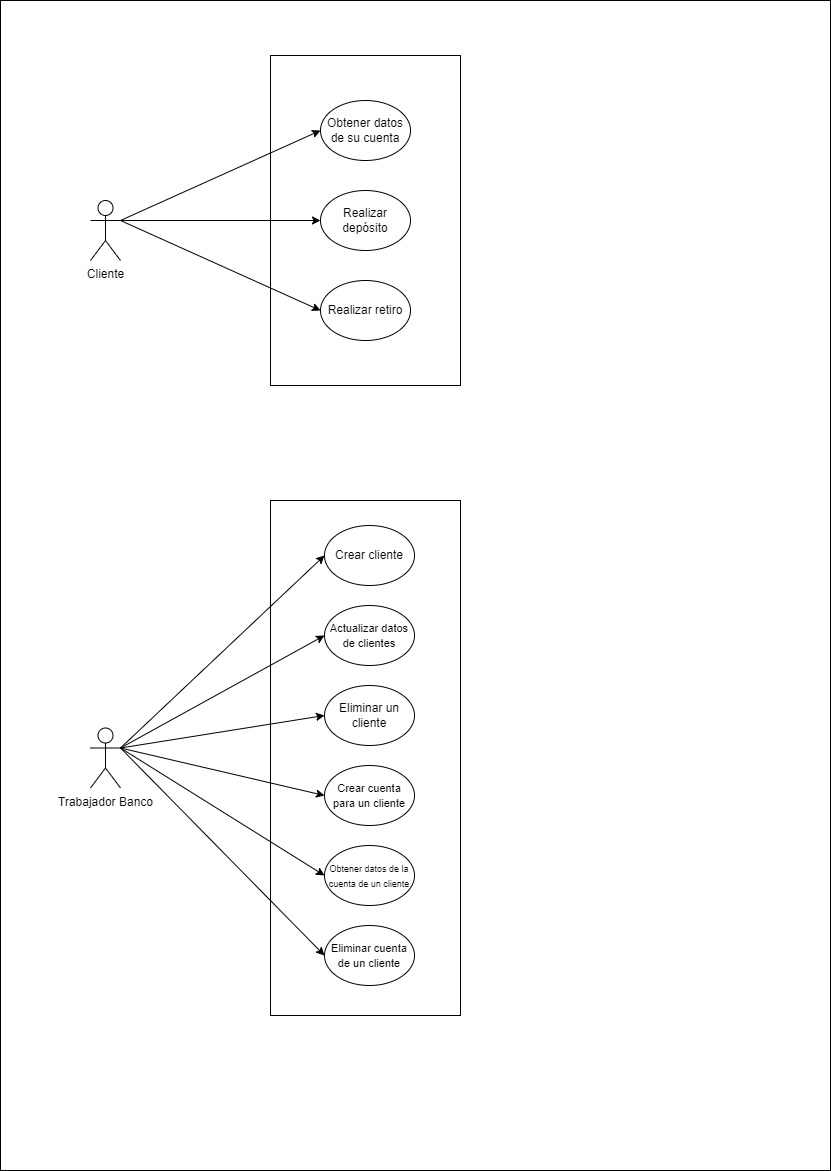 Obtener datos
de su cuenta
Realizar
depósito
Cliente
Realizar retiro
Crear cliente
Actualizar datos
de clientes
Eliminar un
cliente
Trabajador Banco
Crear cuenta
para un cliente
Obtener datos de la
cuenta de un cliente
Eliminar cuenta
de un cliente